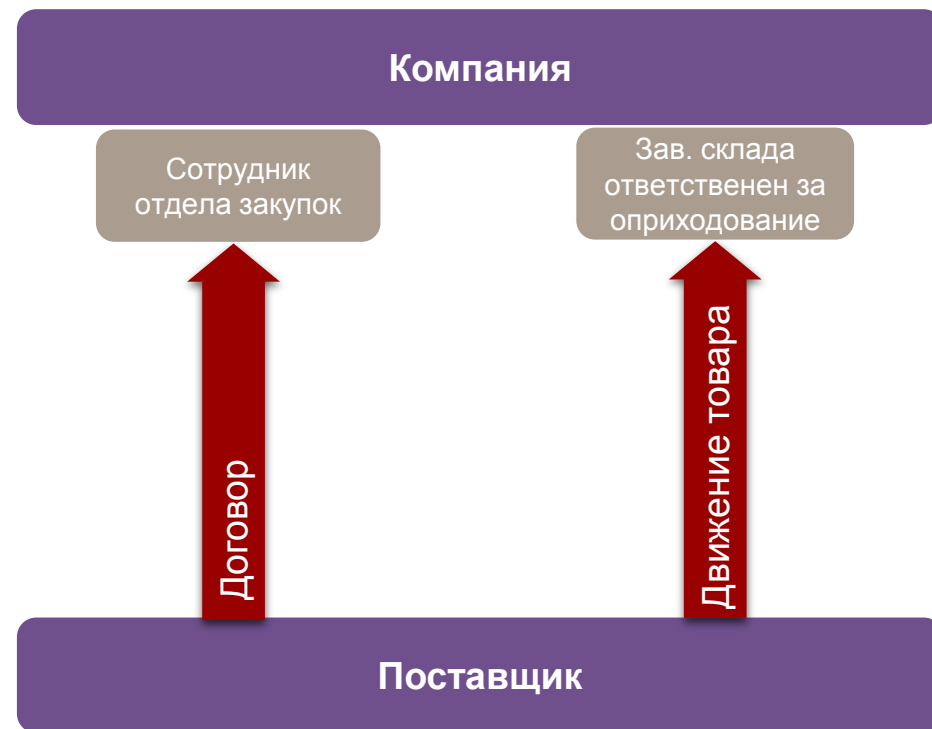 Компания
Сотрудник
отдела закупок
Зав. склада
ответственен за
оприходование
Договор
Движение товара
Поставщик